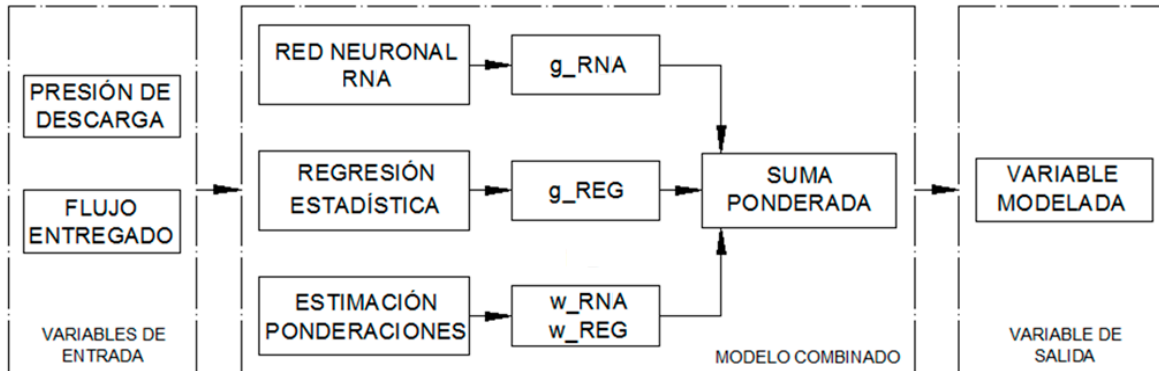 PRESIÓN DE
DESCARGA
FLUJO
ENTREGADO
VARIABLES DE
ENTRADA
RED NEURONAL
RNA
g_RNA
REGRESIÓN
ESTADÍSTICA
g_REG
ESTIMACIÓN
PONDERACIONES
w_RNA
w_REG
SUMA
PONDERADA
MODELO COMBINADO
VARIABLE
MODELADA
VARIABLE DE
SALIDA